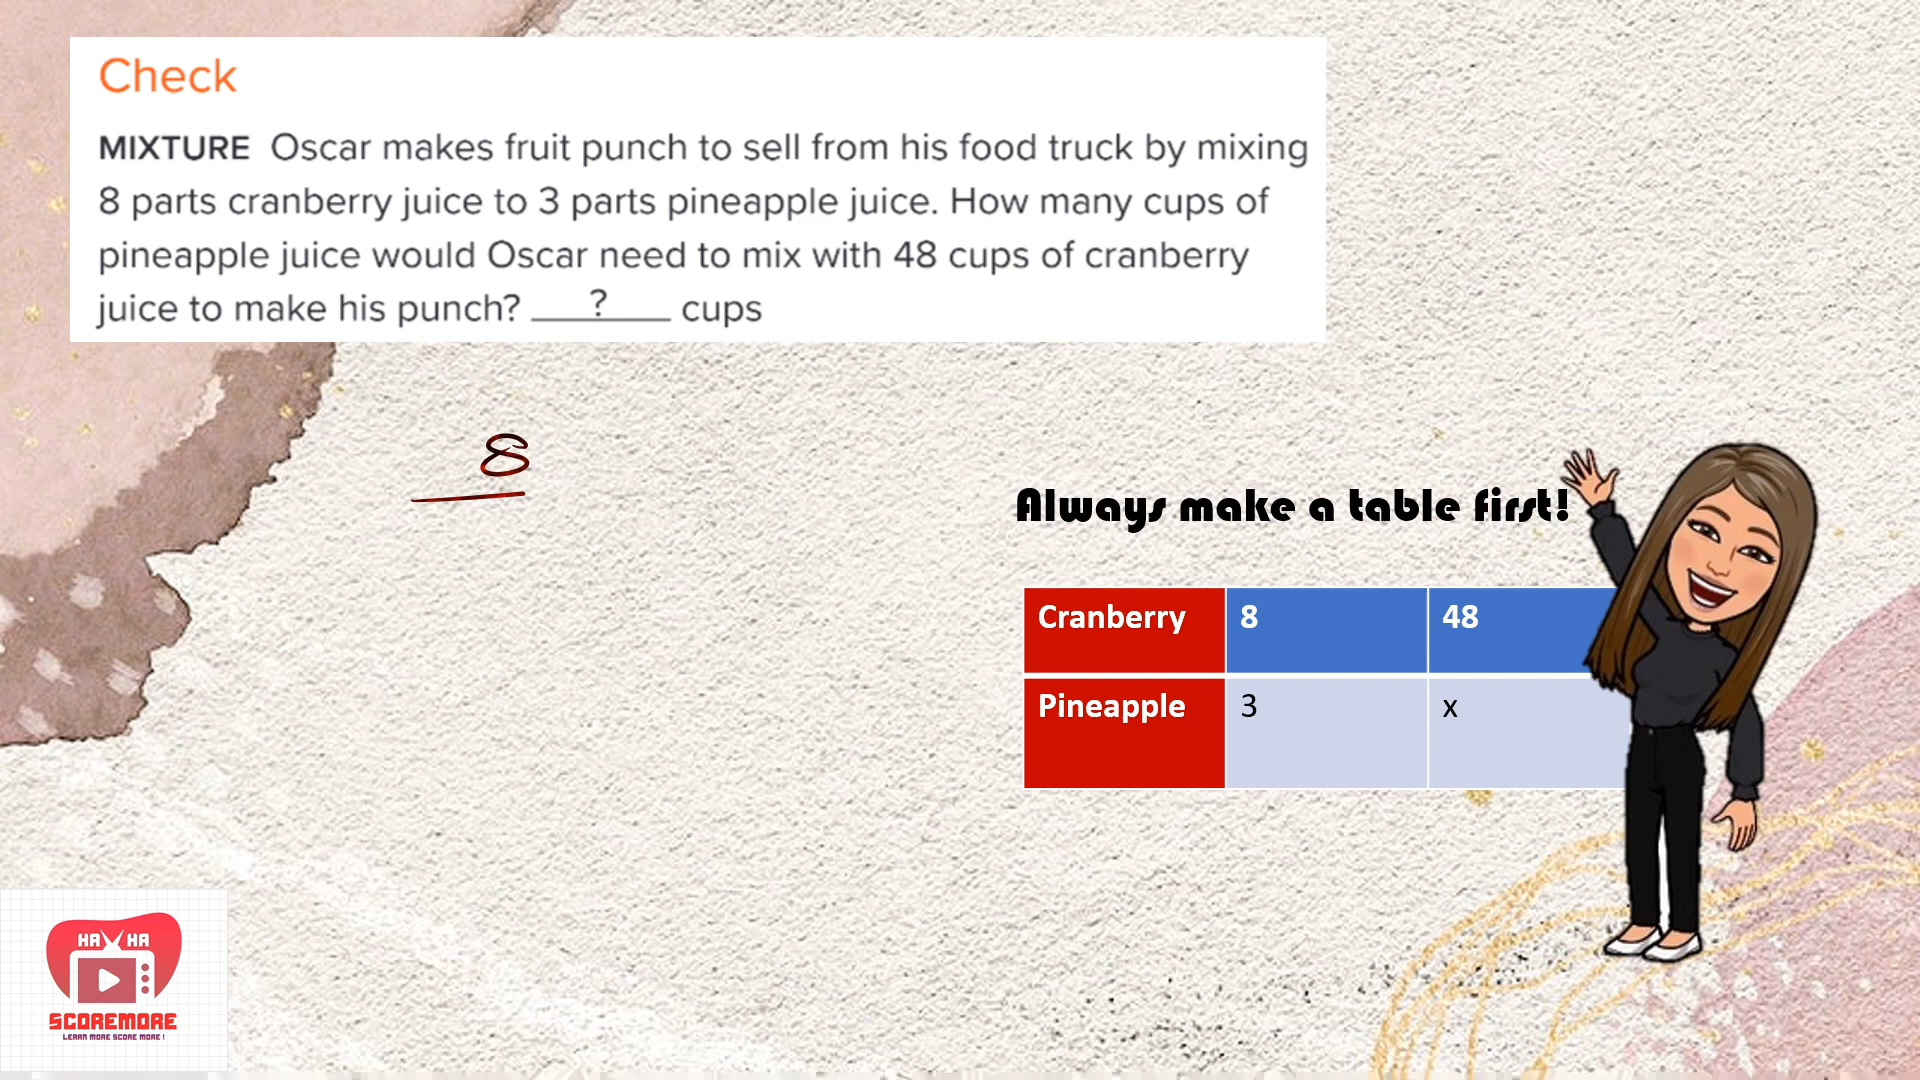 Check
MIXTURE Oscar makes fruit punch to sell from his food truck by mixing
8 parts cranberry juice to 3 parts pineapple juice. How many cups of
pineapple juice would Oscar need to mix with 48 cups of cranberry
juice to make his punch? ___?___ cups
8
Always make a table first!
Cranberry 8 48
Pineapple 3 x
HA HA
SCOREMORE
LEARN MORE SCORE MORE !